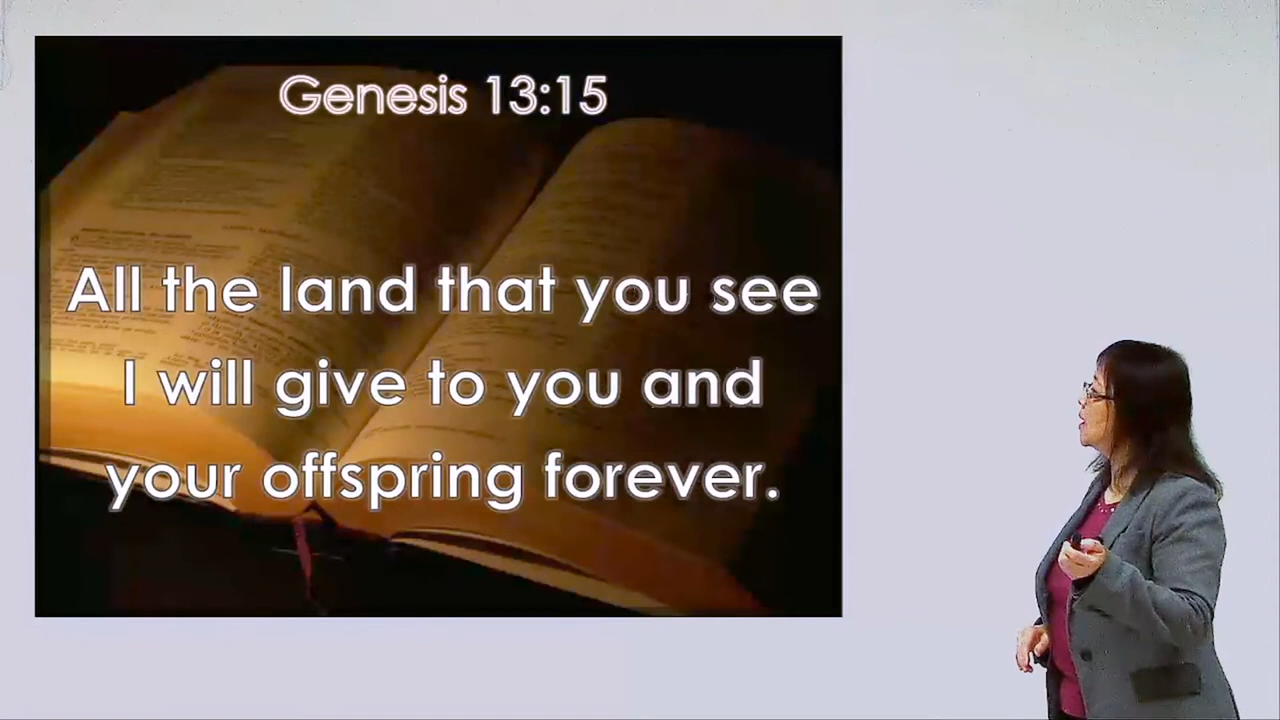 Genesis 13:15
All the land that you see
I will give to you and
your offspring forever.